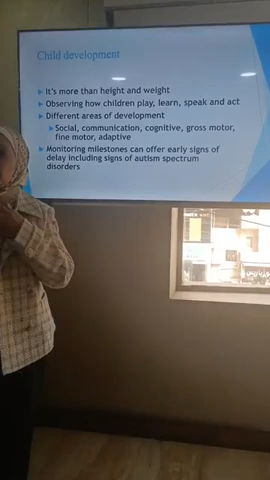 Child development
It's more than height and weight
Observing how children play, learn, speak and act
Different areas of development
Social, communication, cognitive, gross motor,
fine motor, adaptive
Monitoring milestones can offer early signs of
delay including signs of autism spectrum
disorders